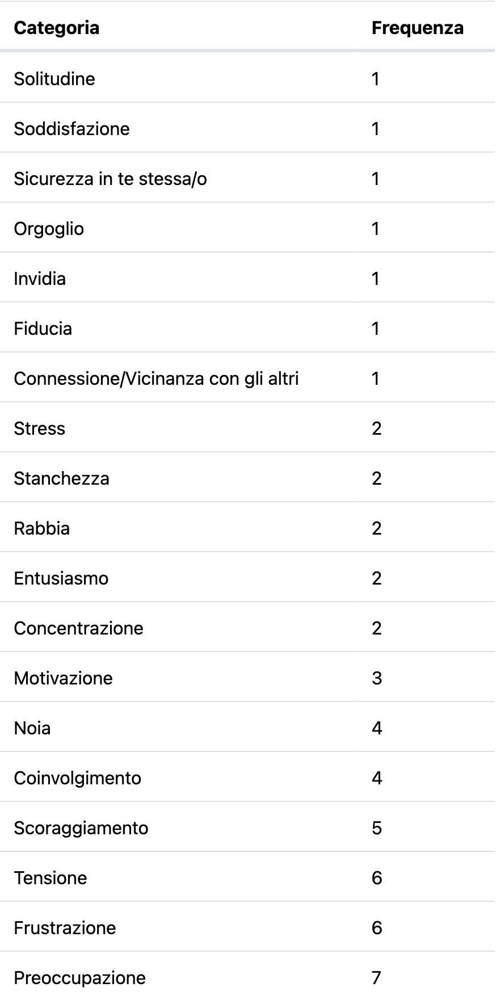 Categoria Frequenza
Solitudine 1
Soddisfazione 1
Sicurezza in te stessa/o 1
Orgoglio 1
Invidia 1
Fiducia 1
Connessione/Vicinanza con gli altri 1
Stress 2
Stanchezza 2
Rabbia 2
Entusiasmo 2
Concentrazione 2
Motivazione 3
Noia 4
Coinvolgimento 4
Scoraggiamento 5
Tensione 6
Frustrazione 6
Preoccupazione 7